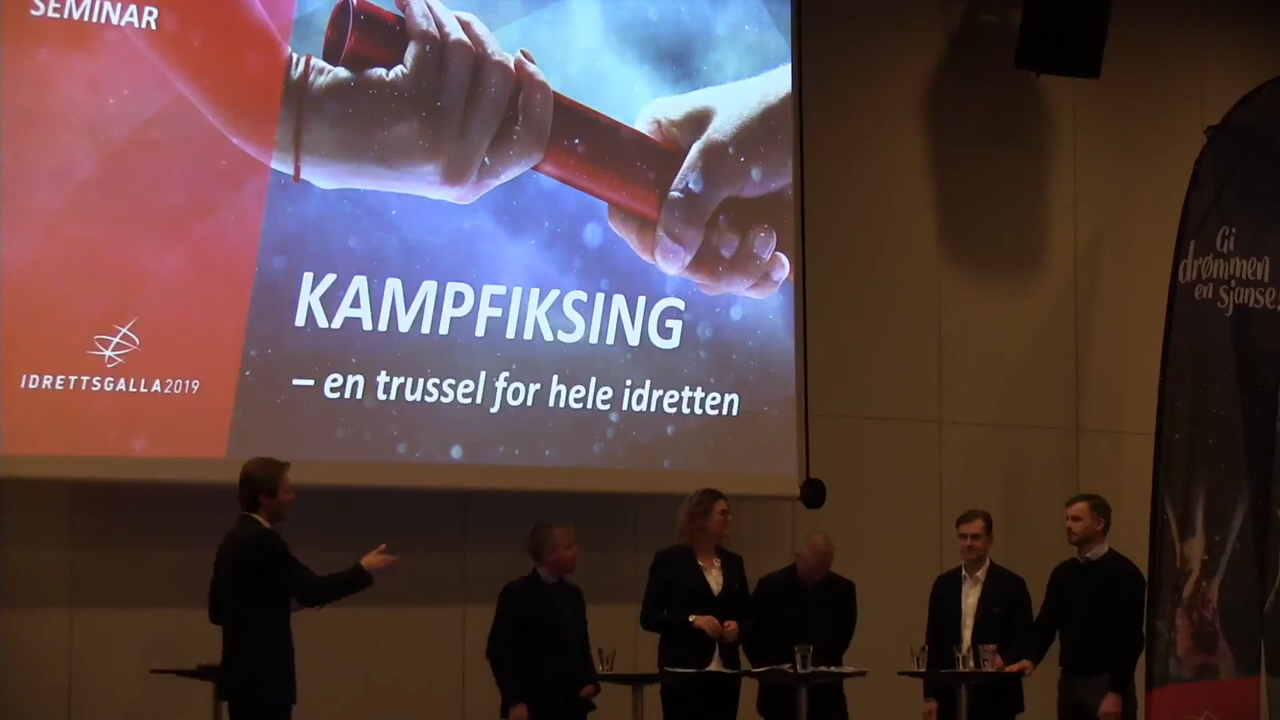 SEMINAR
KAMPFIKSING
– en trussel for hele idretten
IDRETTSGALLA2019
Gi
drømmen
en sjanse